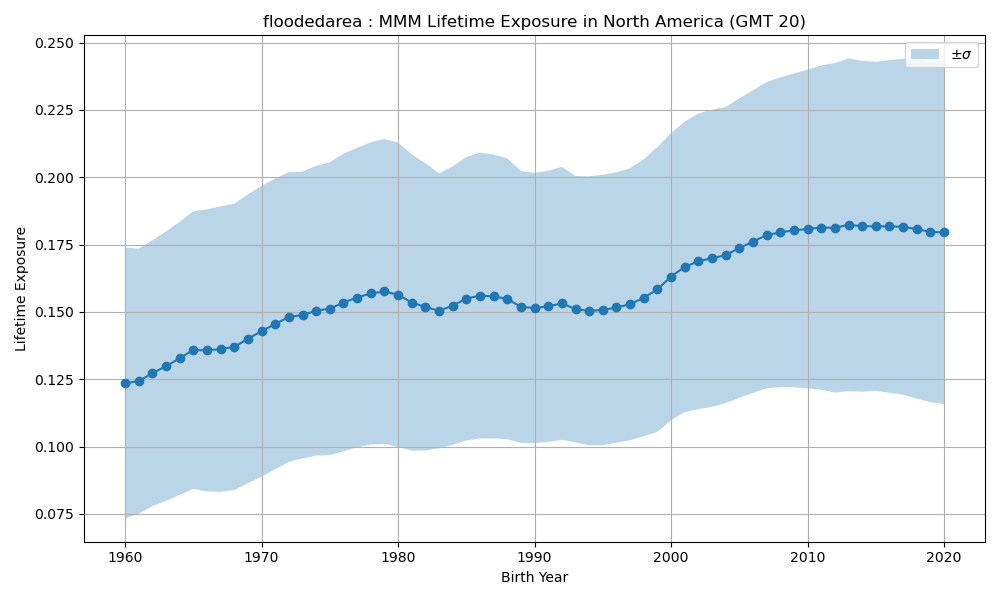 floodedarea : MMM Lifetime Exposure in North America (GMT 20)
±σ
Lifetime Exposure
0.250
0.225
0.200
0.175
0.150
0.125
0.100
0.075
1960 1970 1980 1990 2000 2010 2020
Birth Year